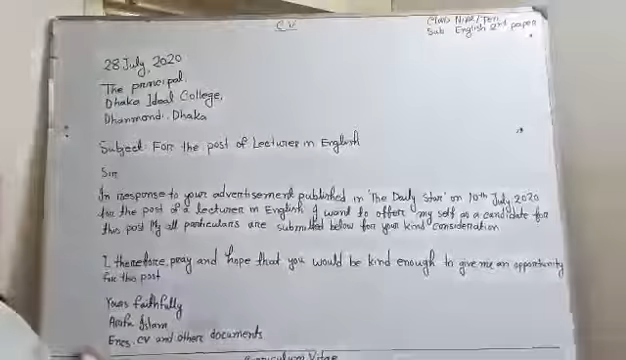 CV
Class Nine/Ten
Sub English 2nd paper
28 July, 2020
The principal,
Dhaka Ideal College,
Dhanmondi, Dhaka
Subject: For the post of Lecturer in English
Sir
In response to your advertisement published in 'The Daily Star' on 10th July, 2020
for the post of a lecturer in English I want to offer my self as a candidate for
this post My all particulars are submitted below for your kind consideration
I, therefore, pray and hope that you would be kind enough to give me an opportunity
for this post
Yours faithfully
Islam
Encs. CV and others documents
Curriculum Vitae